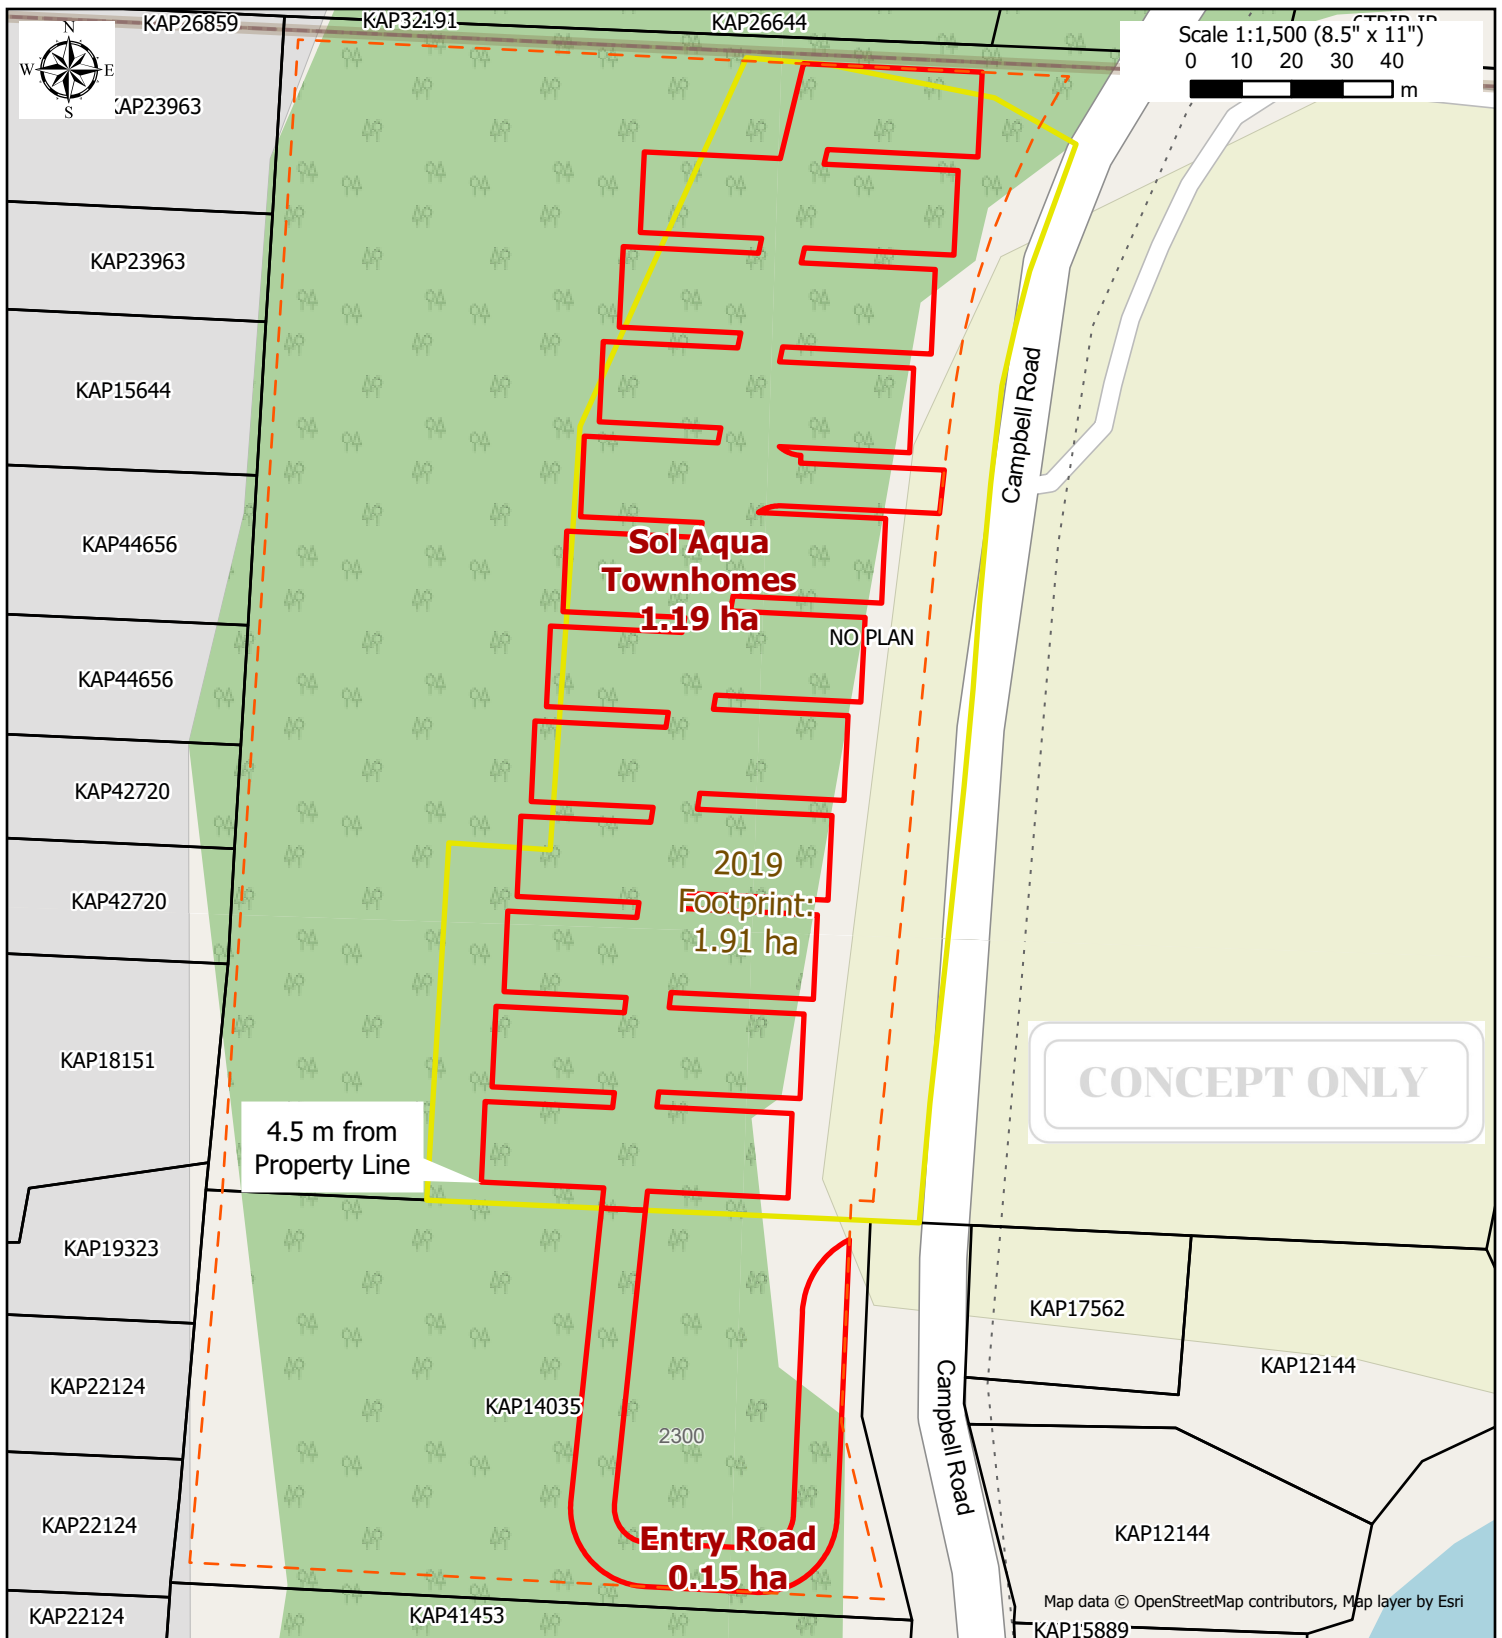 KAP26859
KAP32191
KAP26644
Scale 1:1,500 (8.5" x 11")
0 10 20 30 40
m
N
W E
S
KAP23963
KAP23963
KAP15644
Campbell Road
KAP44656
Sol Aqua
Townhomes
1.19 ha
NO PLAN
KAP44656
KAP42720
2019
Footprint:
1.91 ha
KAP42720
KAP18151
CONCEPT ONLY
4.5 m from
Property Line
KAP19323
KAP17562
KAP12144
KAP22124
KAP14035
2300
Campbell Road
KAP22124
Entry Road
0.15 ha
KAP12144
Map data © OpenStreetMap contributors, Map layer by Esri
KAP22124
KAP41453
KAP15889